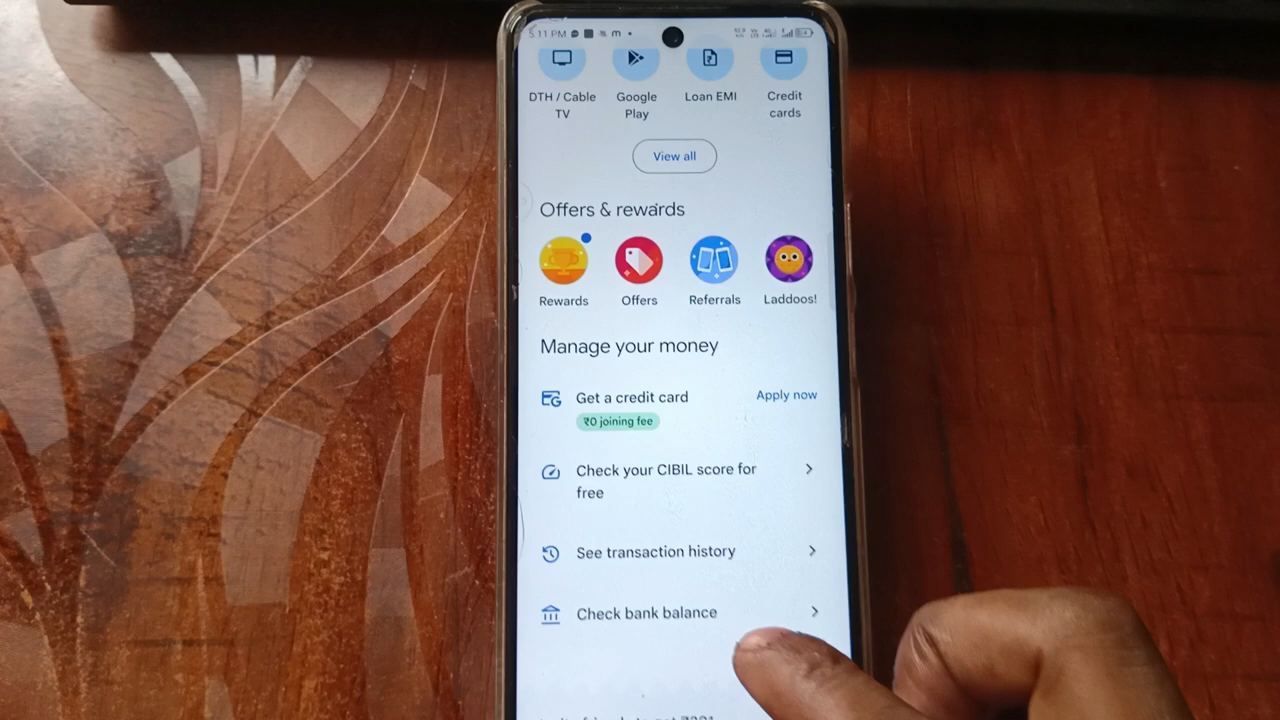 5:11 PM
DTH / Cable TV
Google Play
Loan EMI
Credit cards
View all
Offers & rewards
Rewards
Offers
Referrals
Laddoos!
Manage your money
Get a credit card
Apply now
₹0 joining fee
Check your CIBIL score for
free
See transaction history
Check bank balance